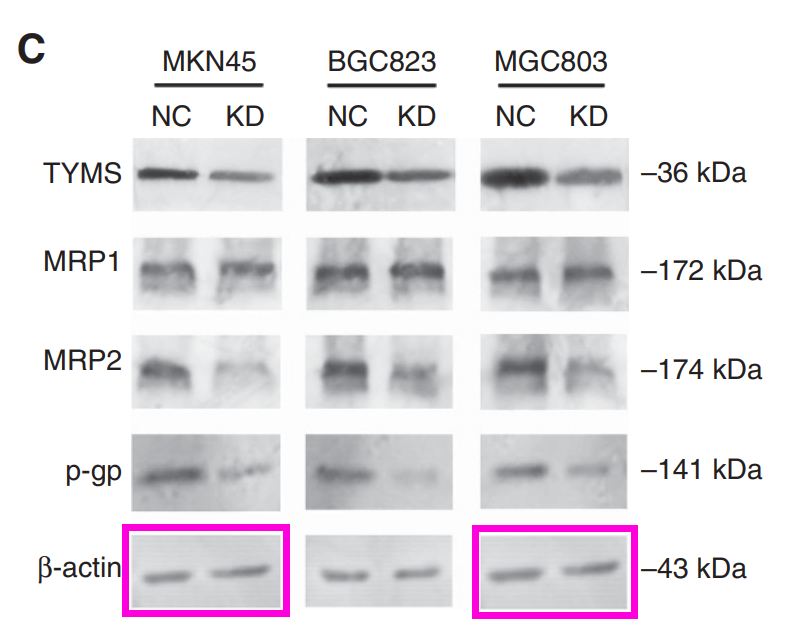 C
MKN45 BGC823 MGC803
NC KD NC KD NC KD
TYMS –36 kDa
MRP1 –172 kDa
MRP2 –174 kDa
p-gp –141 kDa
β-actin –43 kDa